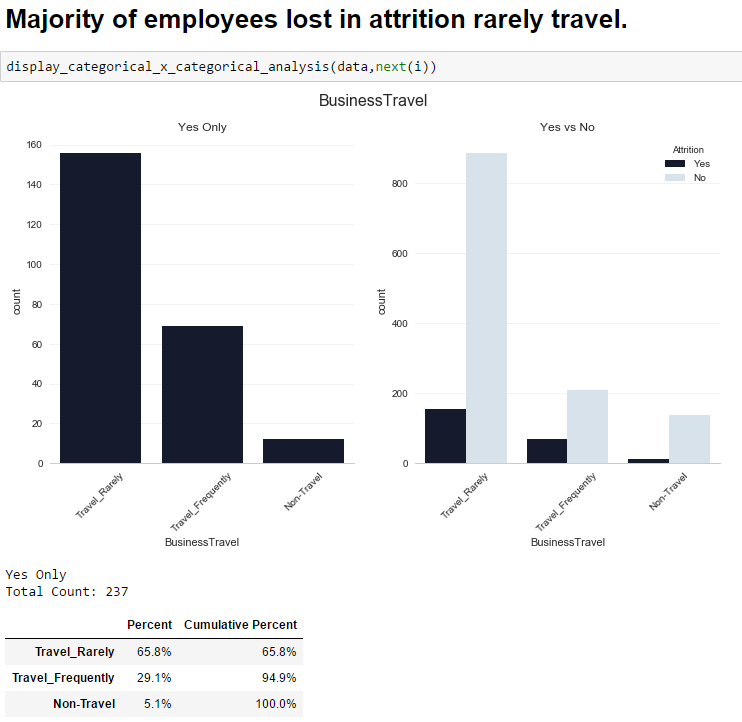 Majority of employees lost in attrition rarely travel.
display_categorical_x_categorical_analysis(data,next(i))
BusinessTravel
Yes Only
160
140
120
100
80
60
40
20
0
count
Travel_Rarely
Travel_Frequently
Non-Travel
BusinessTravel
Yes vs No
Attrition
Yes
No
800
600
400
200
0
count
Travel_Rarely
Travel_Frequently
Non-Travel
BusinessTravel
Yes Only
Total Count: 237
Percent Cumulative Percent
Travel_Rarely 65.8% 65.8%
Travel_Frequently 29.1% 94.9%
Non-Travel 5.1% 100.0%